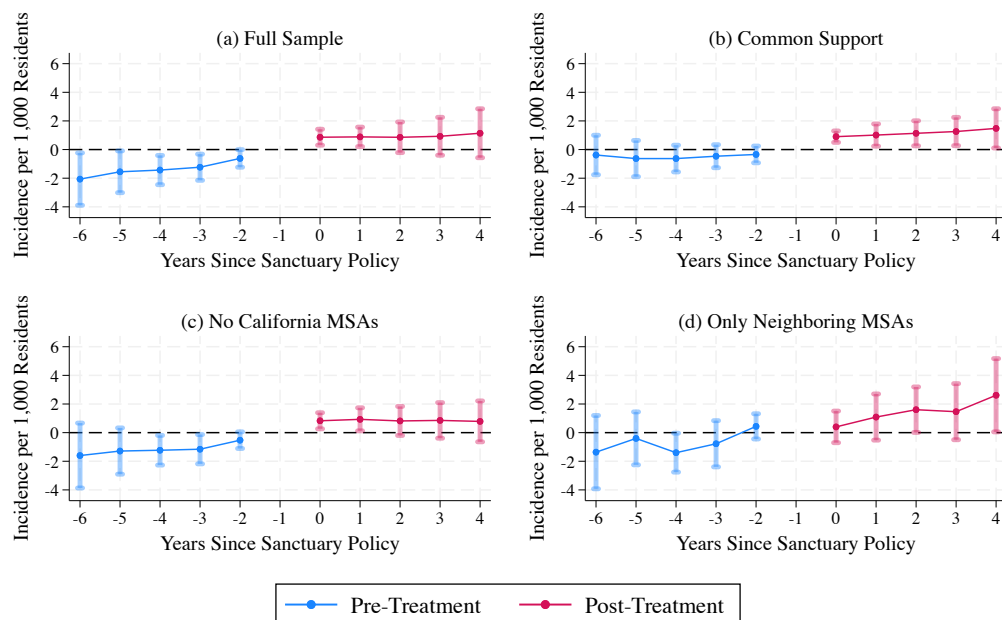 (a) Full Sample
Incidence per 1,000 Residents
6
4
2
0
-2
-4
-6 -5 -4 -3 -2 -1 0 1 2 3 4
Years Since Sanctuary Policy
(b) Common Support
Incidence per 1,000 Residents
6
4
2
0
-2
-4
-6 -5 -4 -3 -2 -1 0 1 2 3 4
Years Since Sanctuary Policy
(c) No California MSAs
Incidence per 1,000 Residents
6
4
2
0
-2
-4
-6 -5 -4 -3 -2 -1 0 1 2 3 4
Years Since Sanctuary Policy
(d) Only Neighboring MSAs
Incidence per 1,000 Residents
6
4
2
0
-2
-4
-6 -5 -4 -3 -2 -1 0 1 2 3 4
Years Since Sanctuary Policy
Pre-Treatment Post-Treatment